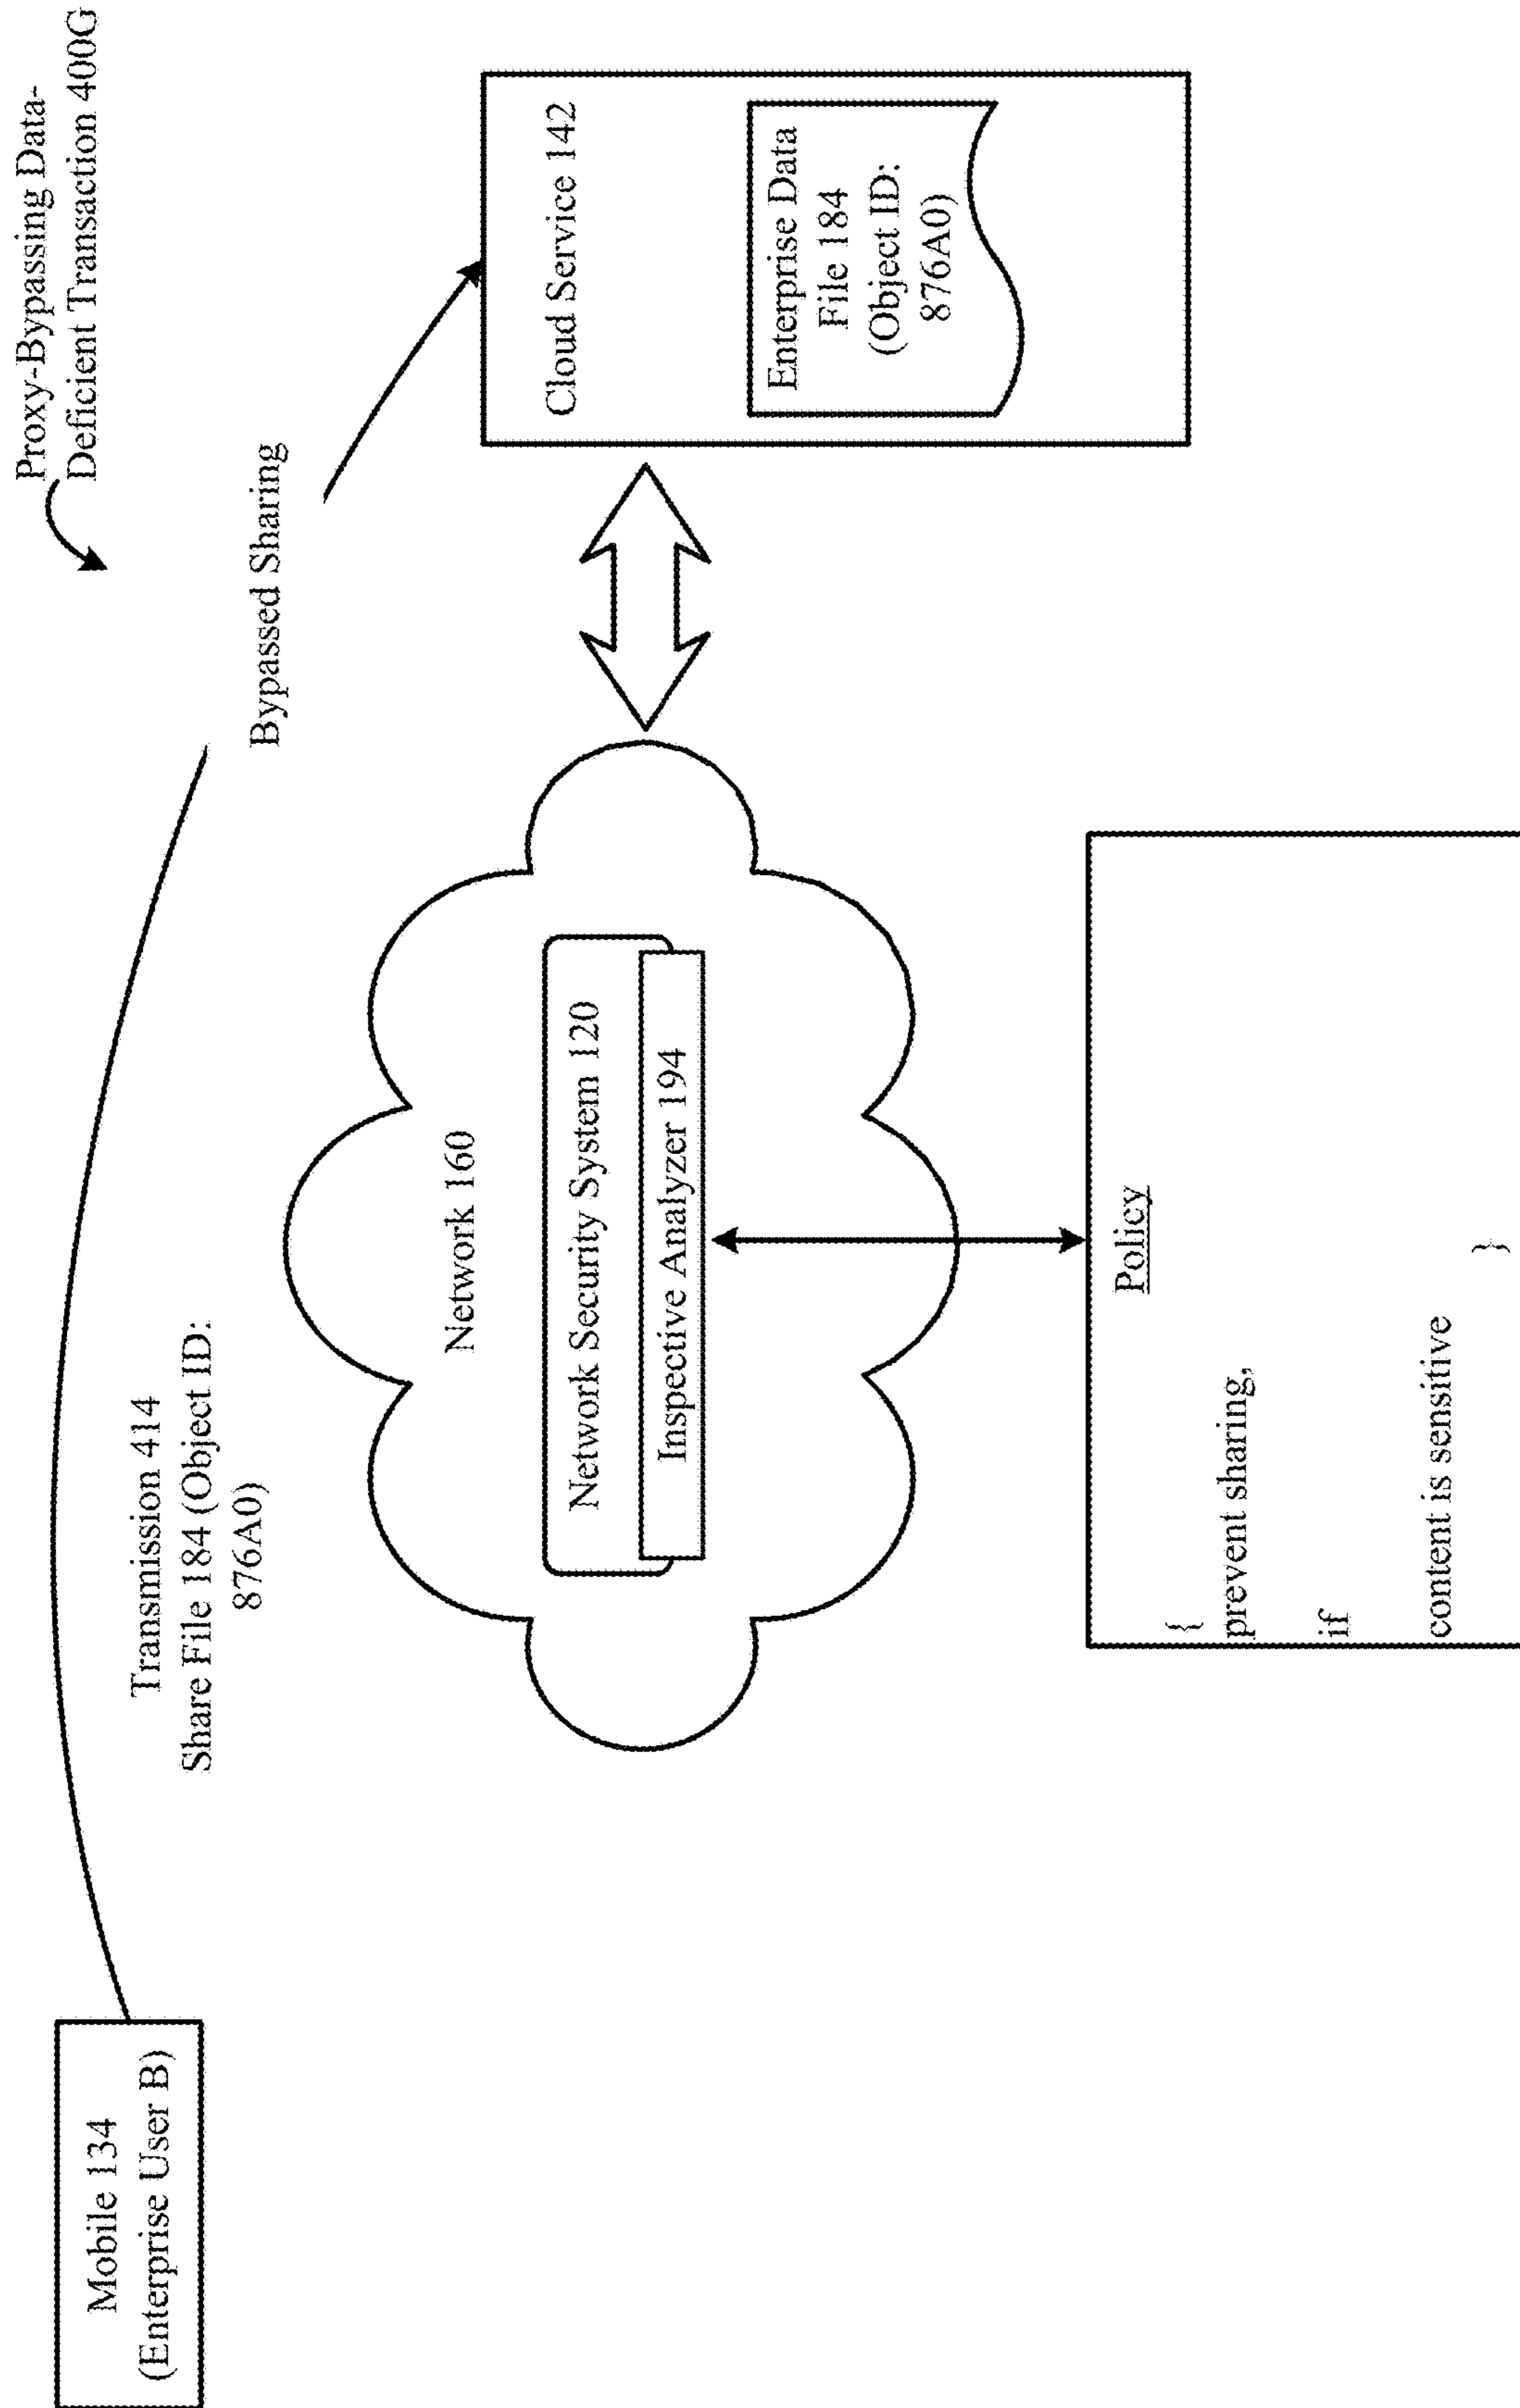 Proxy-Bypassing Data-
Deficient Transaction 400G
Mobile 134
(Enterprise User B)
Transmission 414
Share File 184 (Object ID:
876A0)
Bypassed Sharing
Network 160
Network Security System 120
Inspective Analyzer 194
Cloud Service 142
Enterprise Data
File 184
(Object ID:
876A0)
Policy
{
prevent sharing,
if
content is sensitive
}